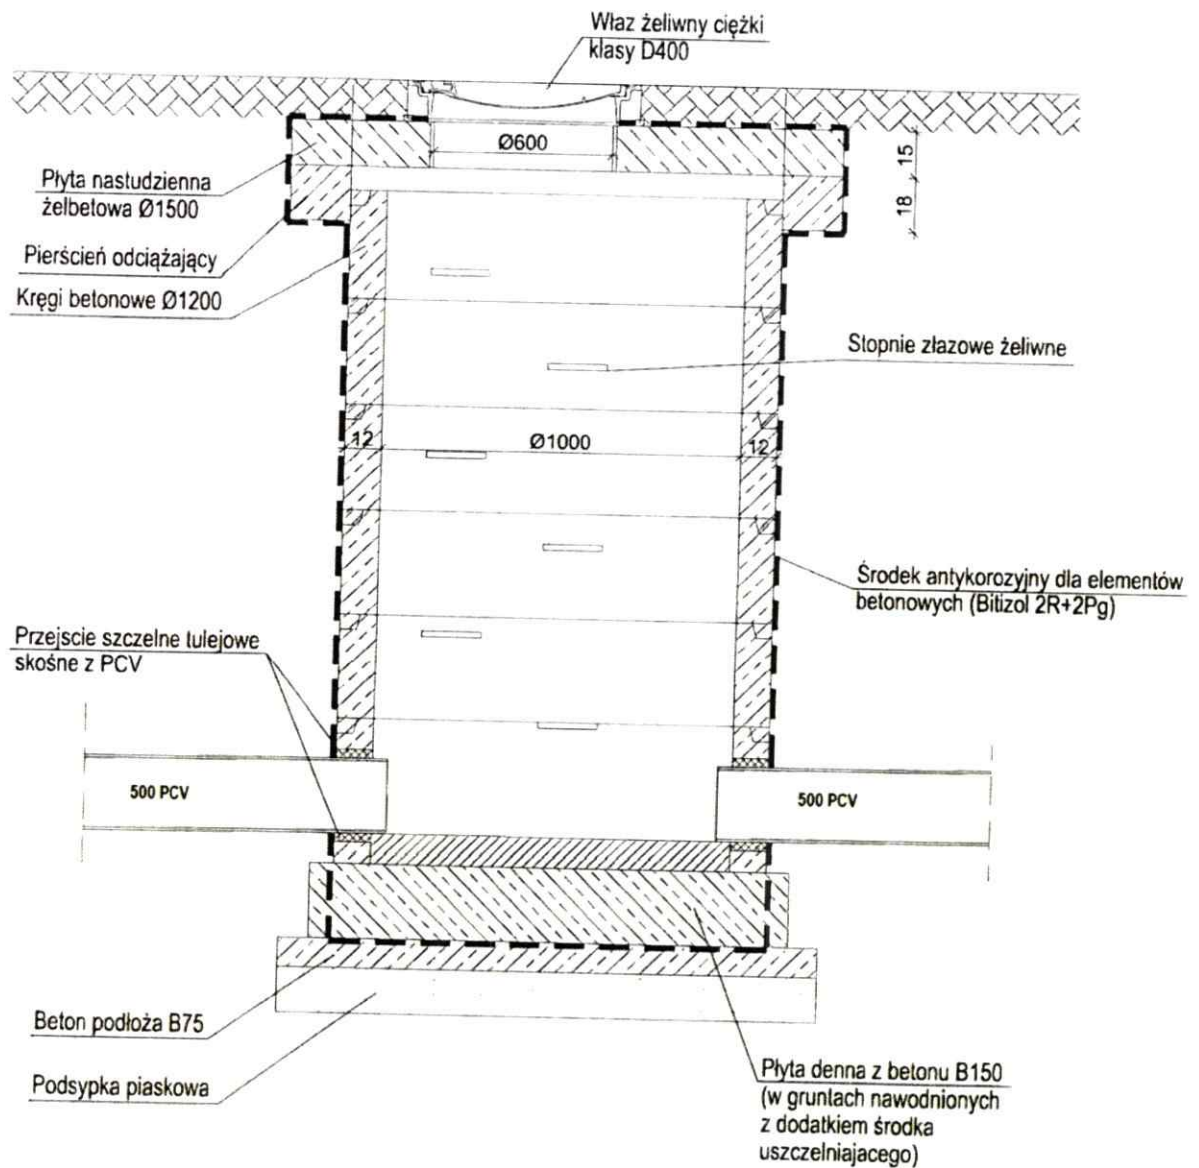 Właz żeliwny ciężki
klasy D400
Ø600
15
18
Płyta nastudzienna
żelbetowa Ø1500
Pierścień odciążający
Kręgi betonowe Ø1200
Stopnie złazowe żeliwne
12
Ø1000
12
Środek antykorozyjny dla elementów
betonowych (Bitizol 2R+2Pg)
Przejscie szczelne tulejowe
skośne z PCV
500 PCV
500 PCV
Beton podłoża B75
Podsypka piaskowa
Płyta denna z betonu B150
(w gruntach nawodnionych
z dodatkiem środka
uszczelniajacego)